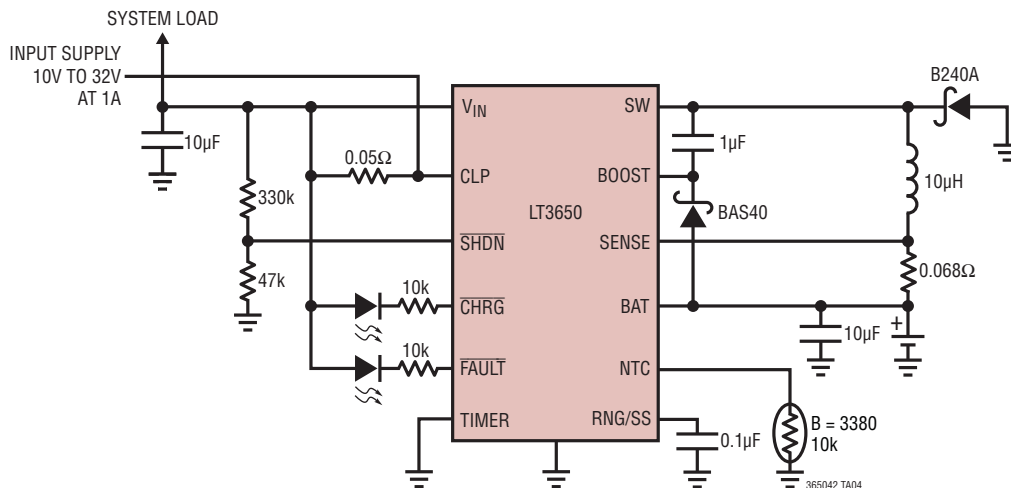 SYSTEM LOAD
INPUT SUPPLY
10V TO 32V
AT 1A
10µF
330k
47k
0.05Ω
10k
10k
VIN
CLP
SHDN
CHRG
FAULT
TIMER
LT3650
SW
BOOST
SENSE
BAT
NTC
RNG/SS
1µF
BAS40
B240A
10µH
0.068Ω
10µF
+
B = 3380
10k
0.1µF
365042 TA04